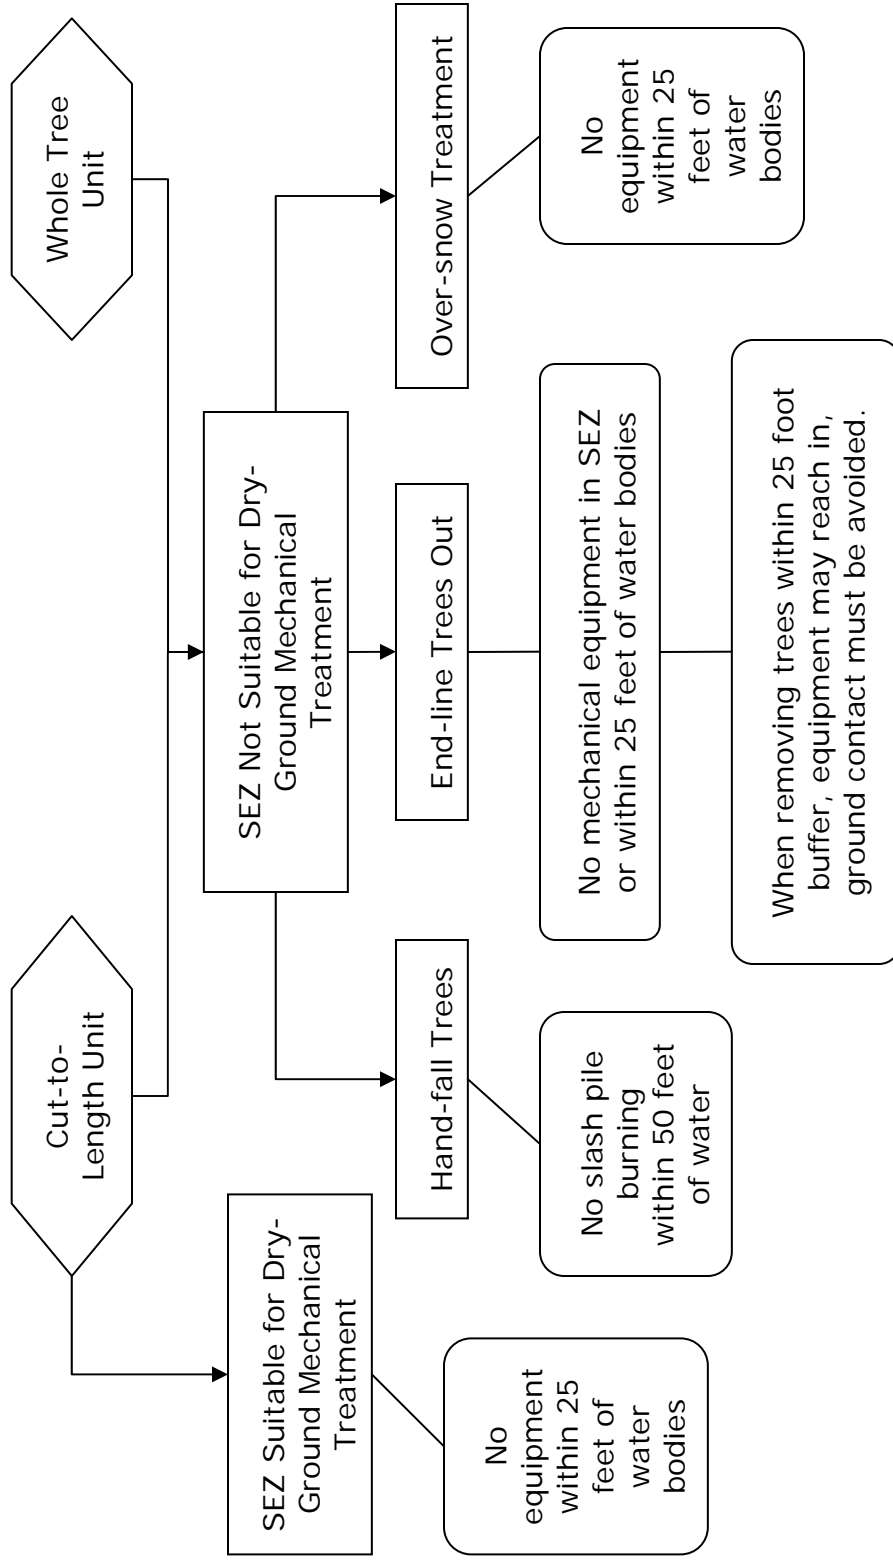 Cut-to-
Length Unit
Whole Tree
Unit
SEZ Suitable for Dry-
Ground Mechanical
Treatment
SEZ Not Suitable for Dry-
Ground Mechanical
Treatment
Hand-fall Trees
End-line Trees Out
Over-snow Treatment
No
equipment
within 25
feet of
water
bodies
No slash pile
burning
within 50 feet
of water
No mechanical equipment in SEZ
or within 25 feet of water bodies
No
equipment
within 25
feet of
water
bodies
When removing trees within 25 foot
buffer, equipment may reach in,
ground contact must be avoided.